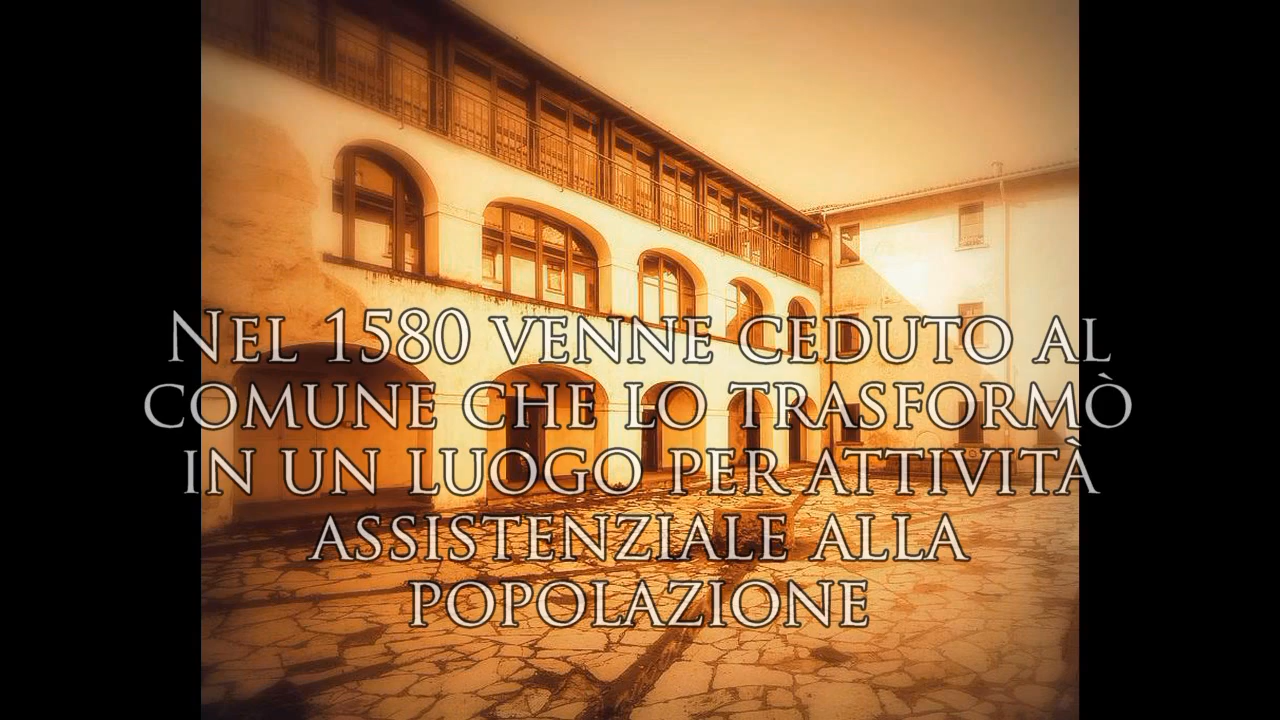 Nel 1580 venne ceduto al
comune che lo trasformò
in un luogo per attività
assistenziale alla
popolazione